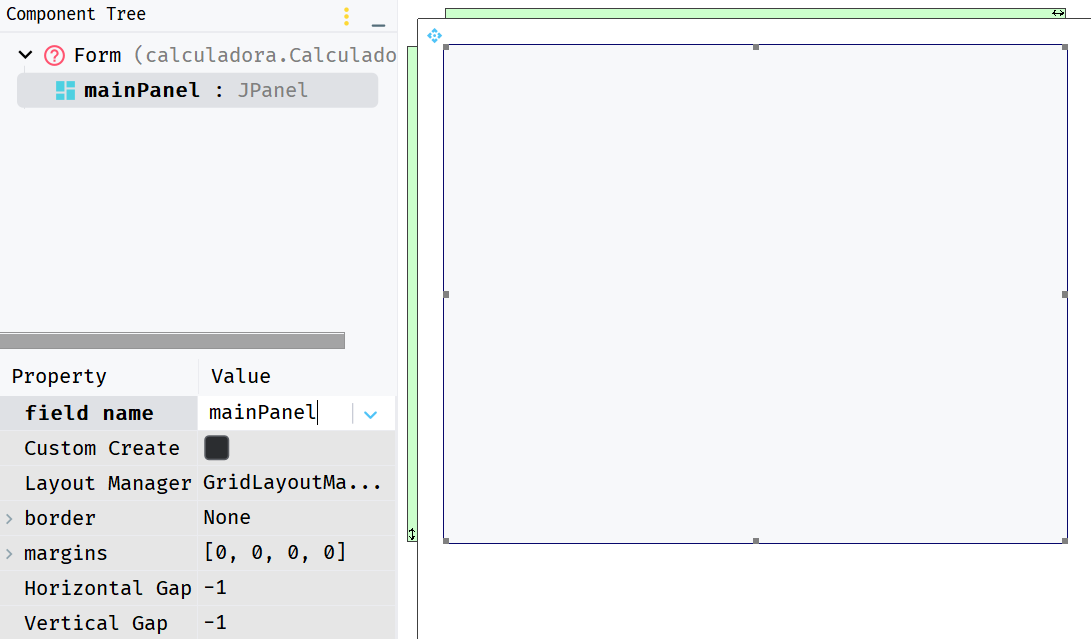 Component Tree
Form (calculadora.Calculado
mainPanel : JPanel
Property Value
field name mainPanel
Custom Create
Layout Manager GridLayoutMa...
border None
margins [0, 0, 0, 0]
Horizontal Gap -1
Vertical Gap -1